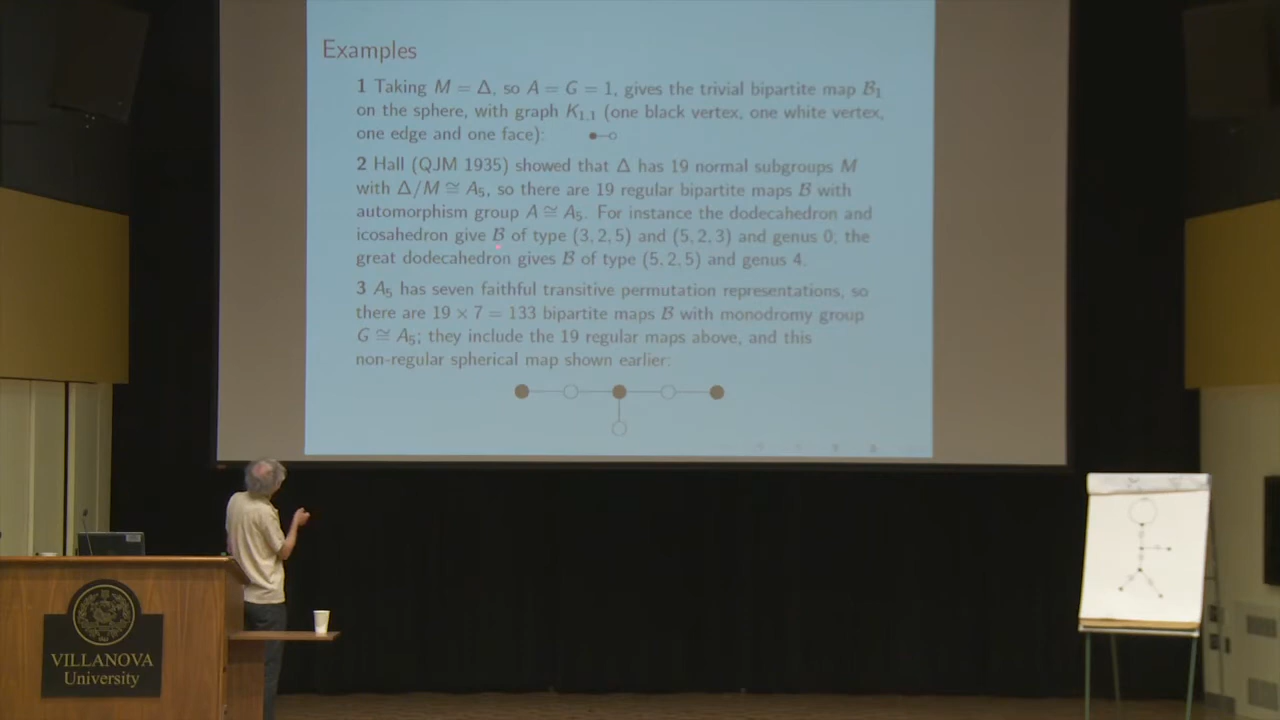 Examples
1 Taking M = Δ, so A = G = 1, gives the trivial bipartite map ℬ₁
on the sphere, with graph K₁,₁ (one black vertex, one white vertex,
one edge and one face):
2 Hall (QJM 1935) showed that Δ has 19 normal subgroups M
with Δ/M ≅ A₅, so there are 19 regular bipartite maps ℬ with
automorphism group A ≅ A₅. For instance the dodecahedron and
icosahedron give ℬ of type (3, 2, 5) and (5, 2, 3) and genus 0; the
great dodecahedron gives ℬ of type (5, 2, 5) and genus 4.
3 A₅ has seven faithful transitive permutation representations, so
there are 19 × 7 = 133 bipartite maps ℬ with monodromy group
G ≅ A₅; they include the 19 regular maps above, and this
non-regular spherical map shown earlier:
VILLANOVA
University